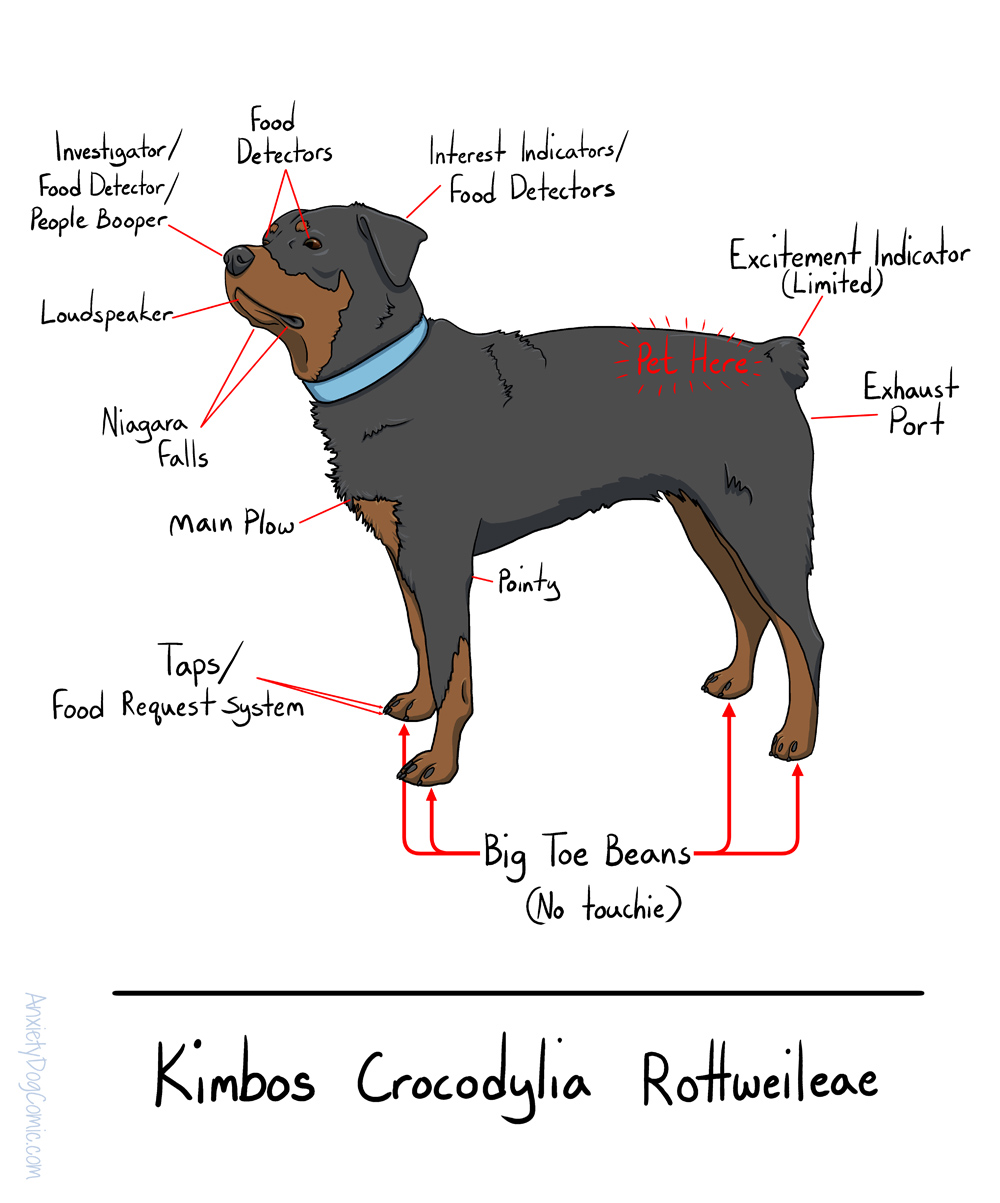 Food
Detectors
Investigator/
Food Detector/
People Booper
Interest Indicators/
Food Detectors
Excitement Indicator
(Limited)
Loudspeaker
Pet Here
Exhaust
Port
Niagara
Falls
Main Plow
Pointy
Taps/
Food Request System
Big Toe Beans
(No touchie)
Kimbos Crocodylia Rottweileae
AnxietyDogComic.com